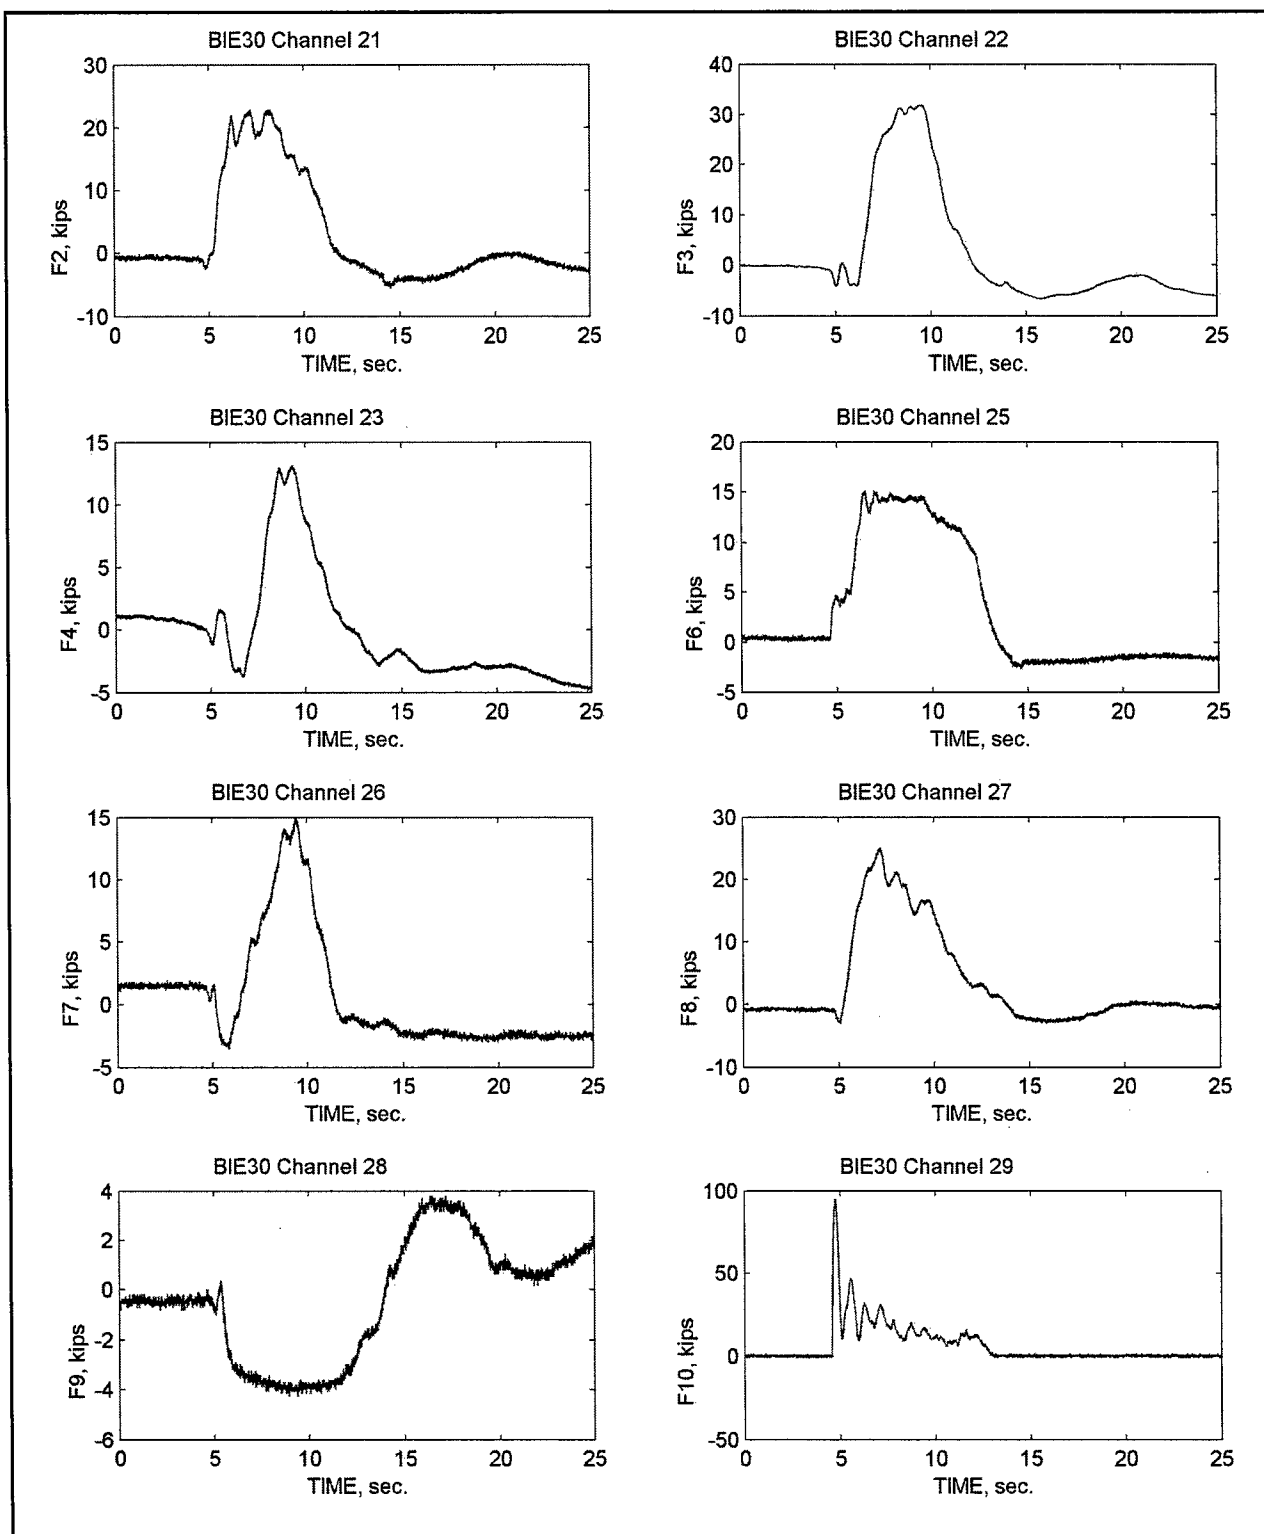 BIE30 Channel 21
30
20
10
0
-10
F2, kips
0 5 10 15 20 25
TIME, sec.
BIE30 Channel 22
40
30
20
10
0
-10
F3, kips
0 5 10 15 20 25
TIME, sec.
BIE30 Channel 23
15
10
5
0
-5
F4, kips
0 5 10 15 20 25
TIME, sec.
BIE30 Channel 25
20
15
10
5
0
-5
F6, kips
0 5 10 15 20 25
TIME, sec.
BIE30 Channel 26
15
10
5
0
-5
F7, kips
0 5 10 15 20 25
TIME, sec.
BIE30 Channel 27
30
20
10
0
-10
F8, kips
0 5 10 15 20 25
TIME, sec.
BIE30 Channel 28
4
2
0
-2
-4
-6
F9, kips
0 5 10 15 20 25
TIME, sec.
BIE30 Channel 29
100
50
0
-50
F10, kips
0 5 10 15 20 25
TIME, sec.